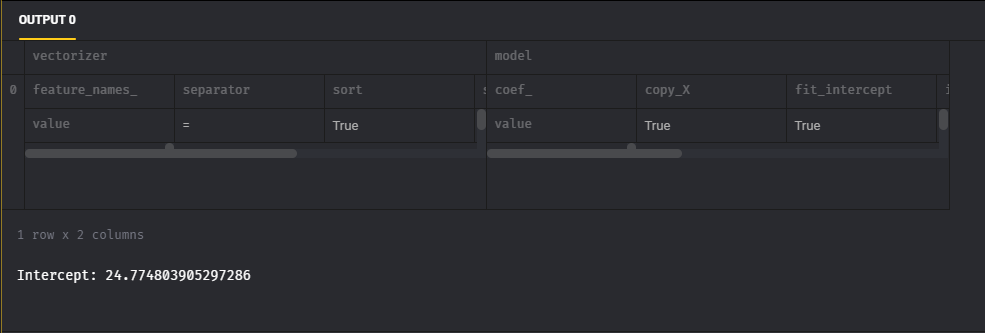 OUTPUT 0
vectorizer model
0 feature_names_ separator sort coef_ copy_X fit_intercept
value = True value True True
1 row x 2 columns
Intercept: 24.774803905297286